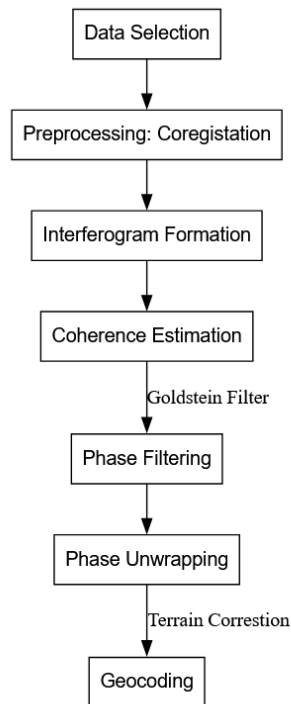 Data Selection
Preprocessing: Coregistation
Interferogram Formation
Coherence Estimation
Goldstein Filter
Phase Filtering
Phase Unwrapping
Terrain Correstion
Geocoding